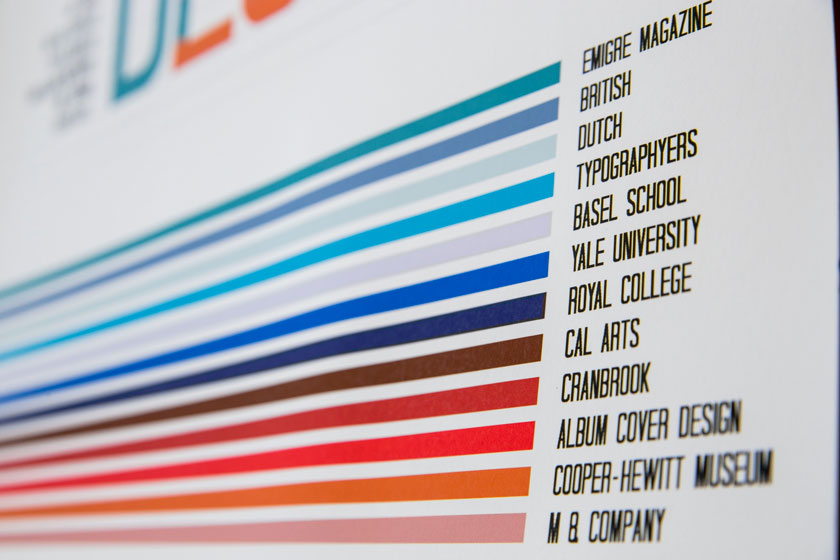 EMIGRE MAGAZINE
BRITISH
DUTCH
TYPOGRAPHYERS
BASEL SCHOOL
YALE UNIVERSITY
ROYAL COLLEGE
CAL ARTS
CRANBROOK
ALBUM COVER DESIGN
COOPER-HEWITT MUSEUM
M & COMPANY